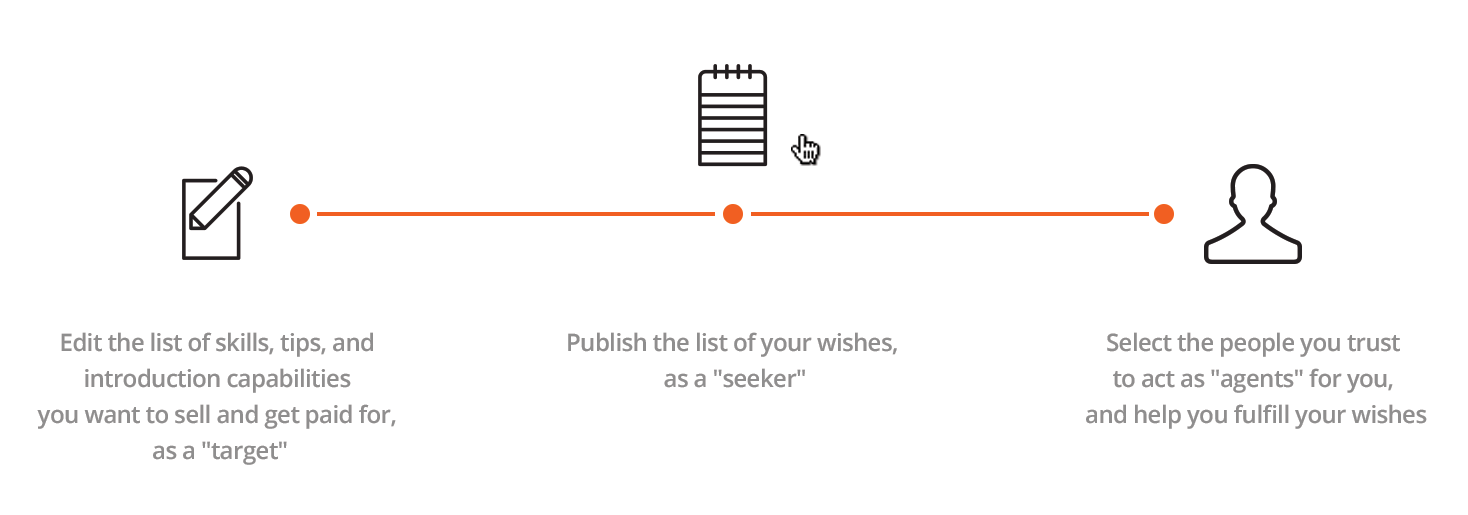 Edit the list of skills, tips, and
introduction capabilities
you want to sell and get paid for,
as a "target"
Publish the list of your wishes,
as a "seeker"
Select the people you trust
to act as "agents" for you,
and help you fulfill your wishes